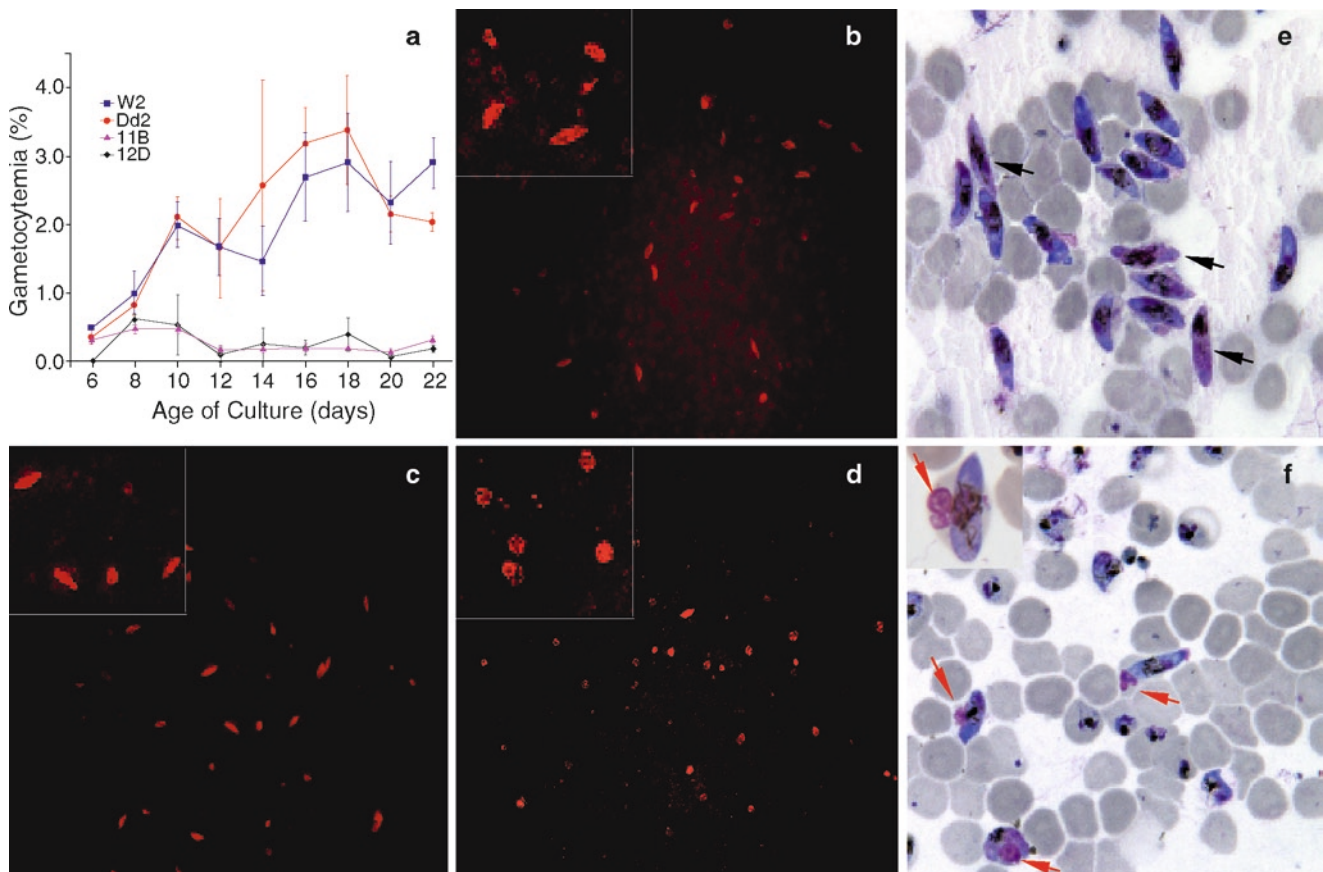 a
Gametocytemia (%)
4.0
3.0
2.0
1.0
0.0
W2
Dd2
11B
12D
6 8 10 12 14 16 18 20 22
Age of Culture (days)
b
e
c
d
f